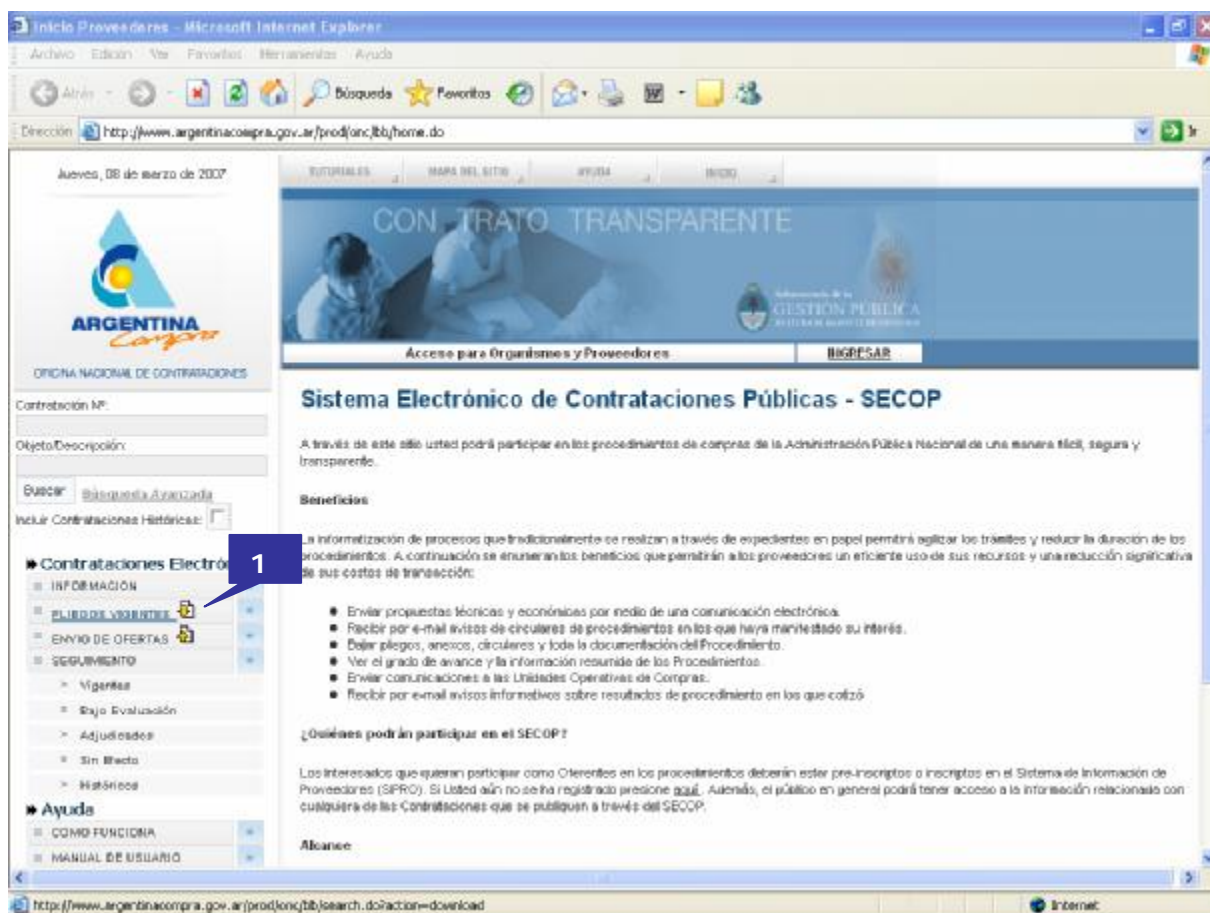 Inicio Proveedores - Microsoft Internet Explorer
Archivo Edición Ver Favoritos Herramientas Ayuda
Atrás Búsqueda Favoritos
Dirección http://www.argentinacompra.gov.ar/prod/onc/bb/home.do Ir
Jueves, 08 de marzo de 2007
TUTORIALES MAPA DEL SITIO AYUDA INICIO
CON TRATO TRANSPARENTE
GESTIÓN PUBLICA
ARGENTINA
Compra
OFICINA NACIONAL DE CONTRATACIONES
Acceso para Organismos y Proveedores INGRESAR
Contratación Nº:
Objeto/Descripción:
Buscar Búsqueda Avanzada
Incluir Contrataciones Históricas:
Contrataciones Electró
1
INFORMACION
PLIEGOS VIGENTES
ENVIO DE OFERTAS
SEGUIMIENTO
Vigentes
Bajo Evaluación
Adjudicados
Sin Efecto
Históricos
Ayuda
COMO FUNCIONA
MANUAL DE USUARIO
Sistema Electrónico de Contrataciones Públicas - SECOP
A través de este sitio usted podrá participar en los procedimientos de compras de la Administración Pública Nacional de una manera fácil, segura y
transparente.
Beneficios
La informatización de procesos que tradicionalmente se realizan a través de expedientes en papel permitirá agilizar los trámites y reducir la duración de los
procedimientos. A continuación se enumeran los beneficios que permitirán a los proveedores un eficiente uso de sus recursos y una reducción significativa
de sus costos de transacción:
Enviar propuestas técnicas y económicas por medio de una comunicación electrónica.
Recibir por e-mail avisos de circulares de procedimientos en los que haya manifestado su interés.
Bajar pliegos, anexos, circulares y toda la documentación del Procedimiento.
Ver el grado de avance y la información resumida de los Procedimientos.
Enviar comunicaciones a las Unidades Operativas de Compras.
Recibir por e-mail avisos informativos sobre resultados de procedimiento en los que cotizó
¿Quiénes podrán participar en el SECOP?
Los Interesados que quieran participar como Oferentes en los procedimientos deberán estar pre-inscriptos o inscriptos en el Sistema de Información de
Proveedores (SIPRO). Si Usted aún no se ha registrado presione aquí. Además, el público en general podrá tener acceso a la información relacionada con
cualquiera de las Contrataciones que se publiquen a través del SECOP.
Alcance
http://www.argentinacompra.gov.ar/prod/onc/bb/search.do?action=download Internet